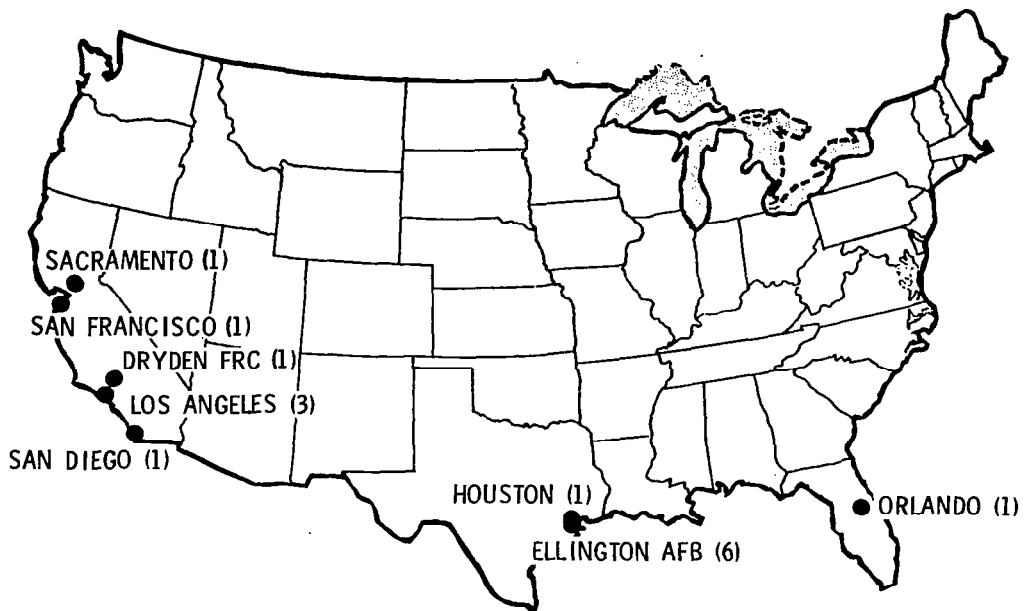 SACRAMENTO (1)
SAN FRANCISCO (1)
DRYDEN FRC (1)
LOS ANGELES (3)
SAN DIEGO (1)
HOUSTON (1)
ORLANDO (1)
ELLINGTON AFB (6)